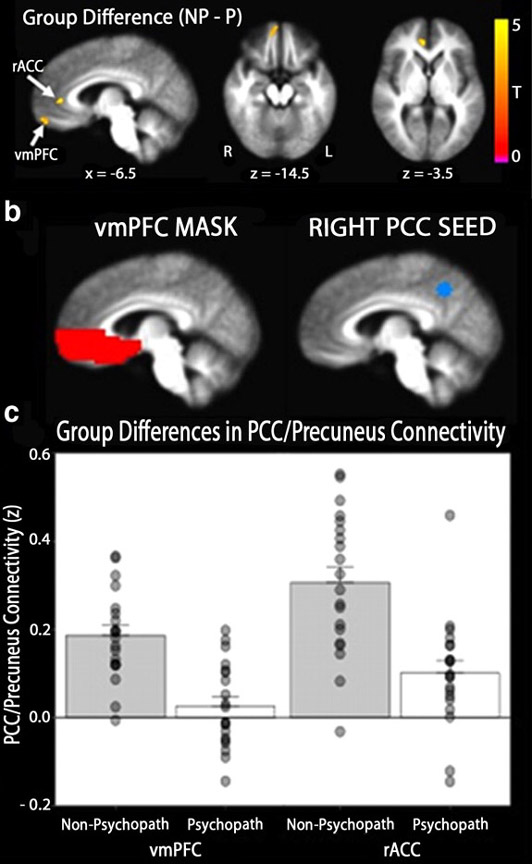 Group Difference (NP - P)
rACC
vmPFC
R
L
x = -6.5
z = -14.5
z = -3.5
5
T
0
b
vmPFC MASK
RIGHT PCC SEED
c
Group Differences in PCC/Precuneus Connectivity
PCC/Precuneus Connectivity (z)
0.6
0.4
0.2
0.0
- 0.2
Non-Psychopath
Psychopath
Non-Psychopath
Psychopath
vmPFC
rACC